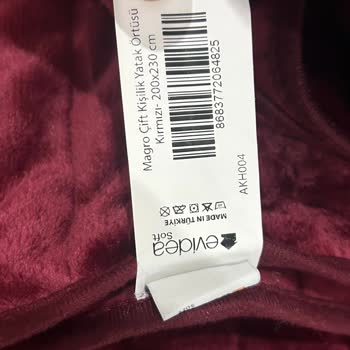 Magro Çift Kişilik Yatak Örtüsü
Kırmızı- 200x230 cm
8683772064825
AKH004
MADE IN TÜRKİYE
evidea
Soft